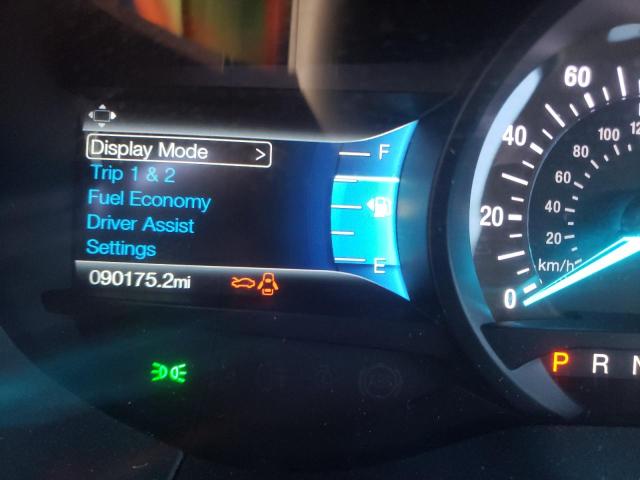 Display Mode >
Trip 1 & 2
Fuel Economy
Driver Assist
Settings
090175.2mi
F
E
60
40
20
0
100
80
60
40
20
km/h
P R N